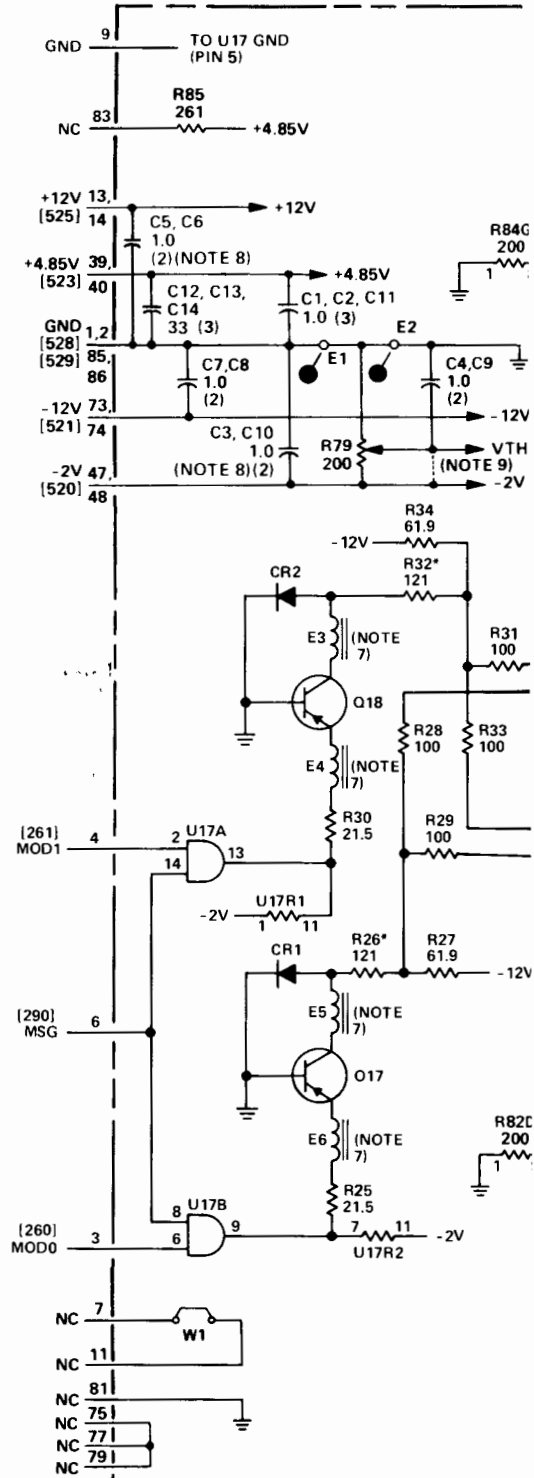 9
GND
TO U17 GND
(PIN 5)
R85
261
83
NC
+4.85V
+12V 13,
[525] 14
+12V
C5, C6
1.0
(2)(NOTE 8)
R84G
200
1
+4.85V 39,
[523] 40
+4.85V
C12, C13,
C14
33 (3)
C1, C2, C11
1.0 (3)
GND 1,2
[528]
[529] 85,
86
E1
E2
C7,C8
1.0
(2)
C4,C9
1.0
(2)
-12V 73,
[521] 74
-12V
C3, C10
1.0
(NOTE 8)(2)
R79
200
VTH
(NOTE 9)
-2V 47,
[520] 48
-2V
R34
61.9
-12V
CR2
R32*
121
E3
(NOTE
7)
R31
100
Q18
R28
100
R33
100
E4
(NOTE
7)
R30
21.5
R29
100
[261]
MOD1
4
U17A
2
14
13
-2V
U17R1
1
11
CR1
R26*
121
R27
61.9
-12V
[290]
MSG
6
E5
(NOTE
7)
Q17
E6
(NOTE
7)
R82D
200
1
R25
21.5
[260]
MOD0
3
U17B
8
6
9
7
11
-2V
U17R2
NC 7
W1
NC 11
NC 81
NC 75
NC 77
NC 79